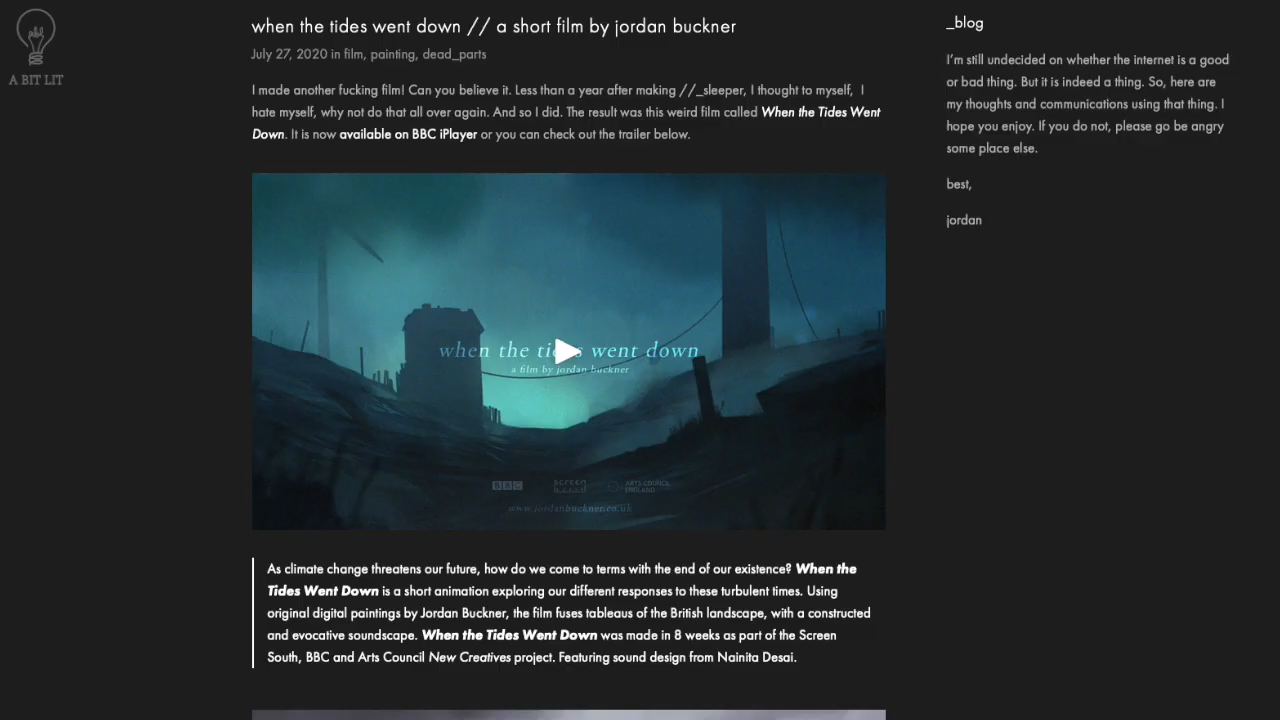 A BIT LIT
when the tides went down // a short film by jordan buckner
July 27, 2020 in film, painting, dead_parts
I made another fucking film! Can you believe it. Less than a year after making //_sleeper, I thought to myself, I
hate myself, why not do that all over again. And so I did. The result was this weird film called When the Tides Went
Down. It is now available on BBC iPlayer or you can check out the trailer below.
when the tides went down
a film by jordan buckner
BBC
screen south
ARTS COUNCIL
ENGLAND
www.jordanbuckner.co.uk
As climate change threatens our future, how do we come to terms with the end of our existence? When the
Tides Went Down is a short animation exploring our different responses to these turbulent times. Using
original digital paintings by Jordan Buckner, the film fuses tableaus of the British landscape, with a constructed
and evocative soundscape. When the Tides Went Down was made in 8 weeks as part of the Screen
South, BBC and Arts Council New Creatives project. Featuring sound design from Nainita Desai.
_blog
I'm still undecided on whether the internet is a good
or bad thing. But it is indeed a thing. So, here are
my thoughts and communications using that thing. I
hope you enjoy. If you do not, please go be angry
some place else.
best,
jordan